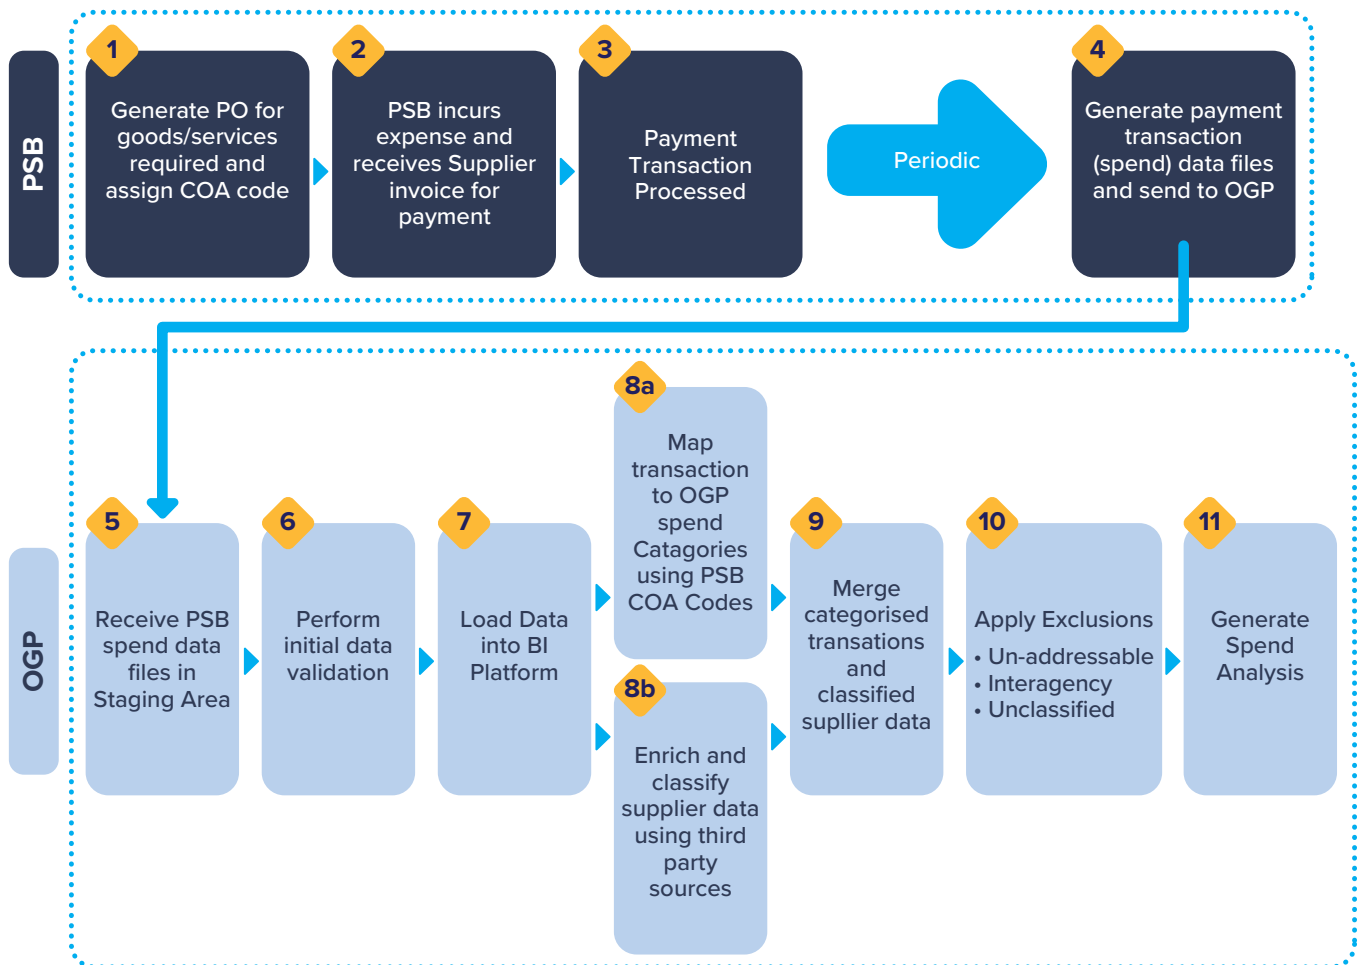 PSB
1
Generate PO for
goods/services
required and
assign COA code
2
PSB incurs
expense and
receives Supplier
invoice for
payment
3
Payment
Transaction
Processed
Periodic
4
Generate payment
transaction
(spend) data files
and send to OGP
OGP
5
Receive PSB
spend data
files in
Staging Area
6
Perform
initial data
validation
7
Load Data
into BI
Platform
8a
Map
transaction
to OGP
spend
Catagories
using PSB
COA Codes
8b
Enrich and
classify
supplier data
using third
party
sources
9
Merge
categorised
transations
and
classified
supllier data
10
Apply Exclusions
• Un-addressable
• Interagency
• Unclassified
11
Generate
Spend
Analysis